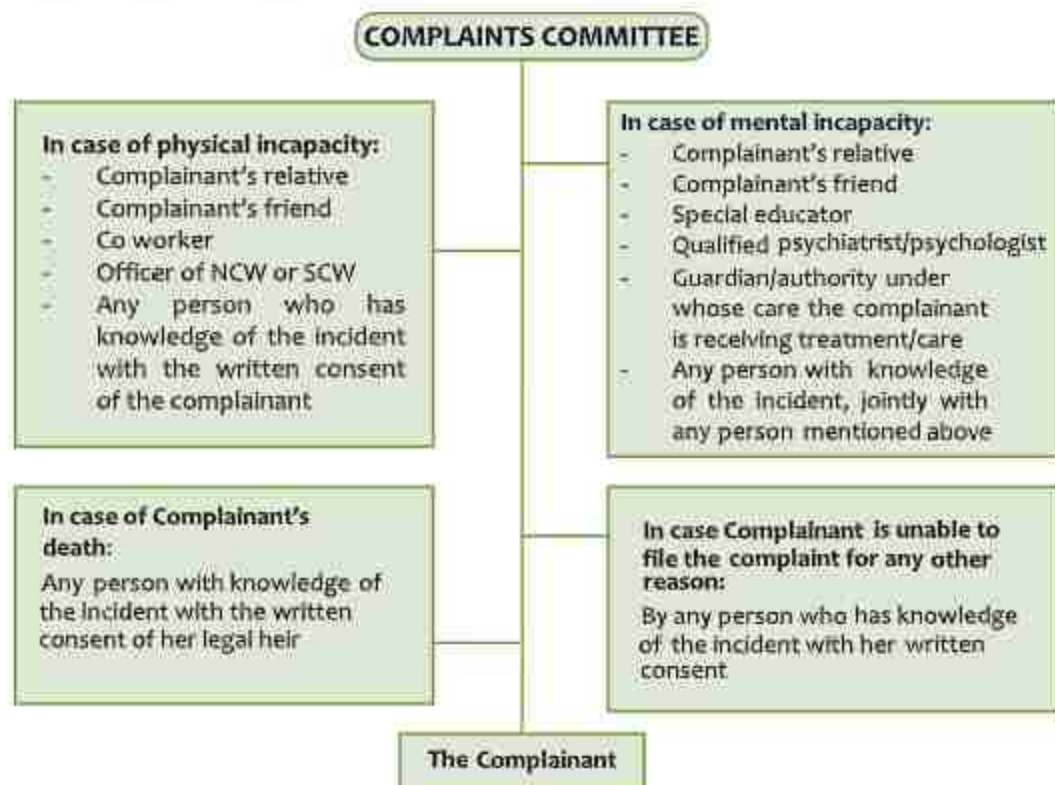 COMPLAINTS COMMITTEE
In case of physical incapacity:
- Complainant's relative
- Complainant's friend
- Co worker
- Officer of NCW or SCW
- Any person who has
knowledge of the incident
with the written consent
of the complainant
In case of mental incapacity:
- Complainant's relative
- Complainant's friend
- Special educator
- Qualified psychiatrist/psychologist
- Guardian/authority under
whose care the complainant
is receiving treatment/care
- Any person with knowledge
of the incident, jointly with
any person mentioned above
In case of Complainant's
death:
Any person with knowledge of
the incident with the written
consent of her legal heir
In case Complainant is unable to
file the complaint for any other
reason:
By any person who has knowledge
of the incident with her written
consent
The Complainant